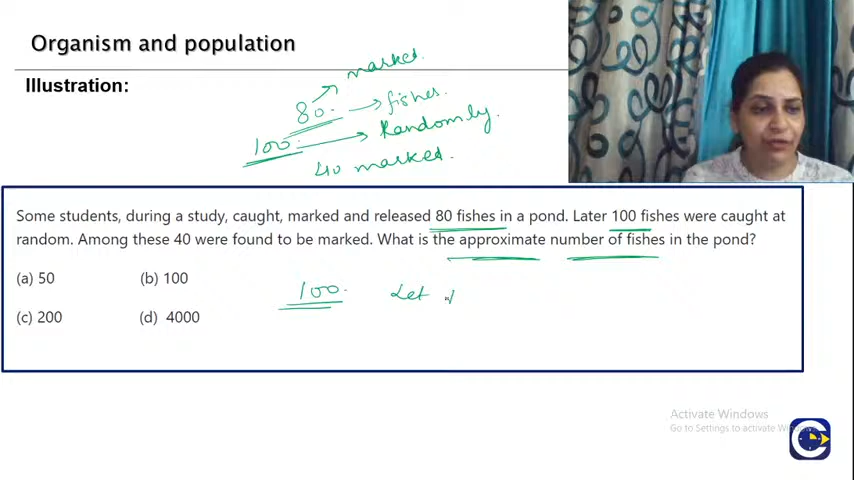 Organism and population
Illustration:
market.
80. → fishes.
100. → Randomly.
40 market.
Some students, during a study, caught, marked and released 80 fishes in a pond. Later 100 fishes were caught at
random. Among these 40 were found to be marked. What is the approximate number of fishes in the pond?
(a) 50 (b) 100
(c) 200 (d) 4000
100. Let
Activate Windows
Go to Settings to activate Windows